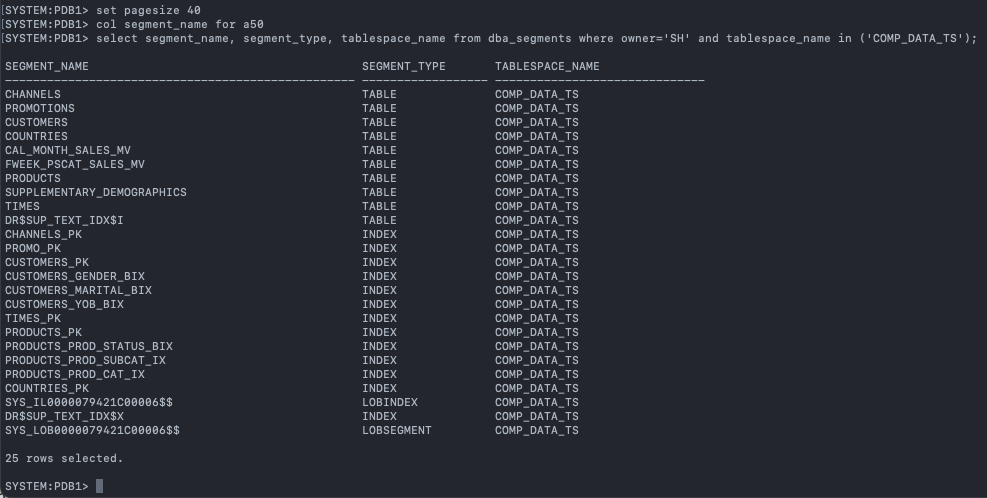 [SYSTEM:PDB1> set pagesize 40
[SYSTEM:PDB1> col segment_name for a50
[SYSTEM:PDB1> select segment_name, segment_type, tablespace_name from dba_segments where owner='SH' and tablespace_name in ('COMP_DATA_TS');
SEGMENT_NAME SEGMENT_TYPE TABLESPACE_NAME
-------------------------------------------------- ------------------ ------------------------------
CHANNELS TABLE COMP_DATA_TS
PROMOTIONS TABLE COMP_DATA_TS
CUSTOMERS TABLE COMP_DATA_TS
COUNTRIES TABLE COMP_DATA_TS
CAL_MONTH_SALES_MV TABLE COMP_DATA_TS
FWEEK_PSCAT_SALES_MV TABLE COMP_DATA_TS
PRODUCTS TABLE COMP_DATA_TS
SUPPLEMENTARY_DEMOGRAPHICS TABLE COMP_DATA_TS
TIMES TABLE COMP_DATA_TS
DR$SUP_TEXT_IDX$I TABLE COMP_DATA_TS
CHANNELS_PK INDEX COMP_DATA_TS
PROMO_PK INDEX COMP_DATA_TS
CUSTOMERS_PK INDEX COMP_DATA_TS
CUSTOMERS_GENDER_BIX INDEX COMP_DATA_TS
CUSTOMERS_MARITAL_BIX INDEX COMP_DATA_TS
CUSTOMERS_YOB_BIX INDEX COMP_DATA_TS
TIMES_PK INDEX COMP_DATA_TS
PRODUCTS_PK INDEX COMP_DATA_TS
PRODUCTS_PROD_STATUS_BIX INDEX COMP_DATA_TS
PRODUCTS_PROD_SUBCAT_IX INDEX COMP_DATA_TS
PRODUCTS_PROD_CAT_IX INDEX COMP_DATA_TS
COUNTRIES_PK INDEX COMP_DATA_TS
SYS_IL0000079421C00006$$ LOBINDEX COMP_DATA_TS
DR$SUP_TEXT_IDX$X INDEX COMP_DATA_TS
SYS_LOB0000079421C00006$$ LOBSEGMENT COMP_DATA_TS
25 rows selected.
SYSTEM:PDB1>